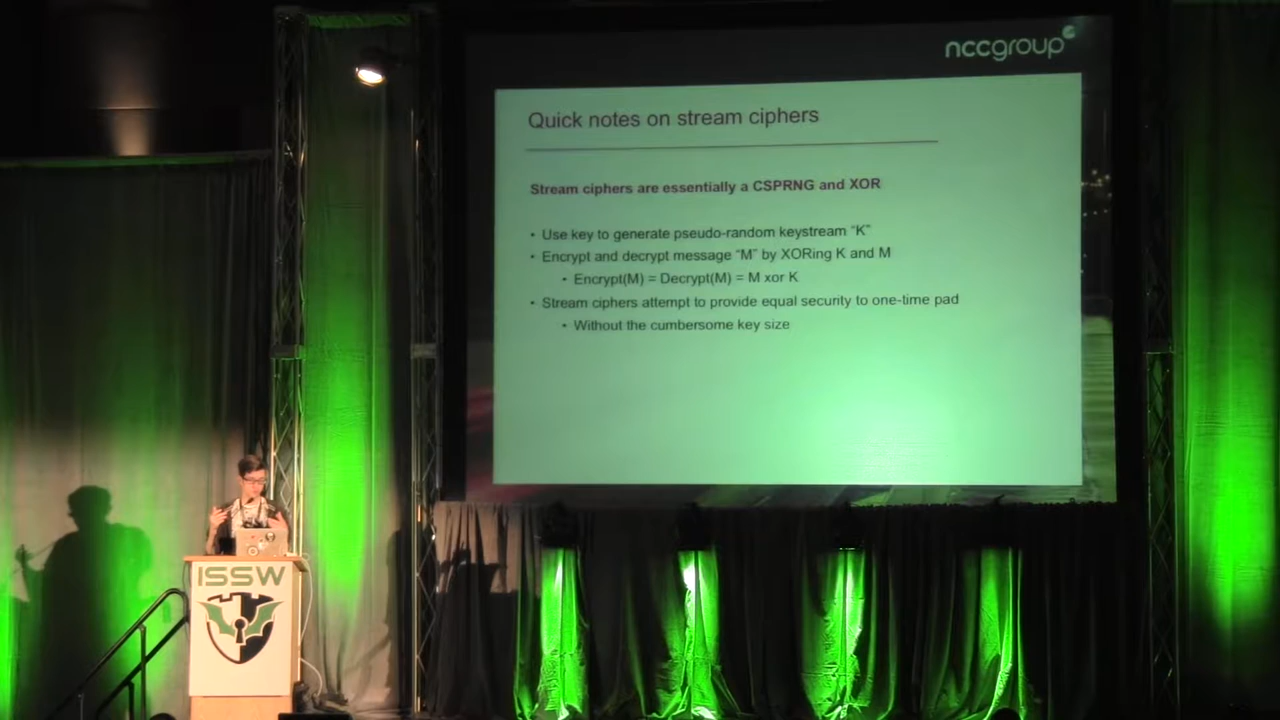 nccgroup
Quick notes on stream ciphers
Stream ciphers are essentially a CSPRNG and XOR
• Use key to generate pseudo-random keystream “K”
• Encrypt and decrypt message “M” by XORing K and M
• Encrypt(M) = Decrypt(M) = M xor K
• Stream ciphers attempt to provide equal security to one-time pad
• Without the cumbersome key size
ISSW